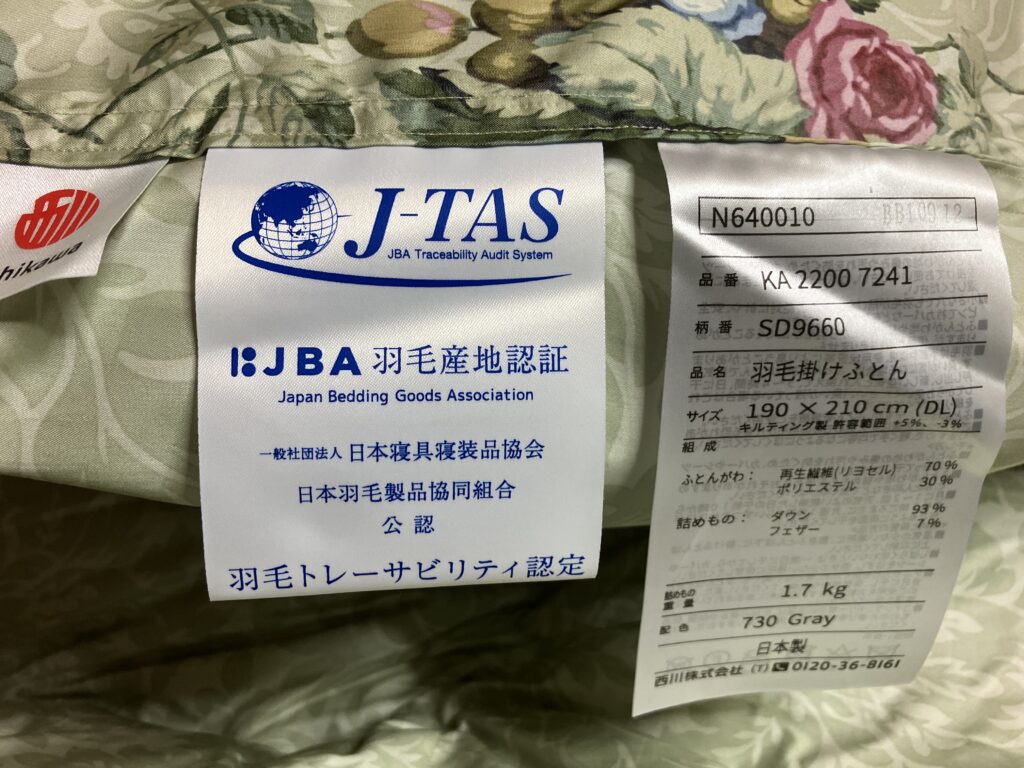 西川
hikawa
J-TAS
JBA Traceability Audit System
JBA 羽毛産地認証
Japan Bedding Goods Association
一般社団法人 日本寝具寝装品協会
日本羽毛製品協同組合
公認
羽毛トレーサビリティ認定
N640010 BB10912
品番 KA 2200 7241
柄番 SD9660
品名 羽毛掛けふとん
サイズ 190 × 210 cm (DL)
キルティング製 許容範囲 +5%、-3%
組成
ふとんがわ: 再生繊維(リヨセル) 70%
ポリエステル 30%
詰めもの: ダウン 93%
フェザー 7%
詰めもの重量 1.7 kg
配色 730 Gray
日本製
西川株式会社 (T) 0120-36-8161